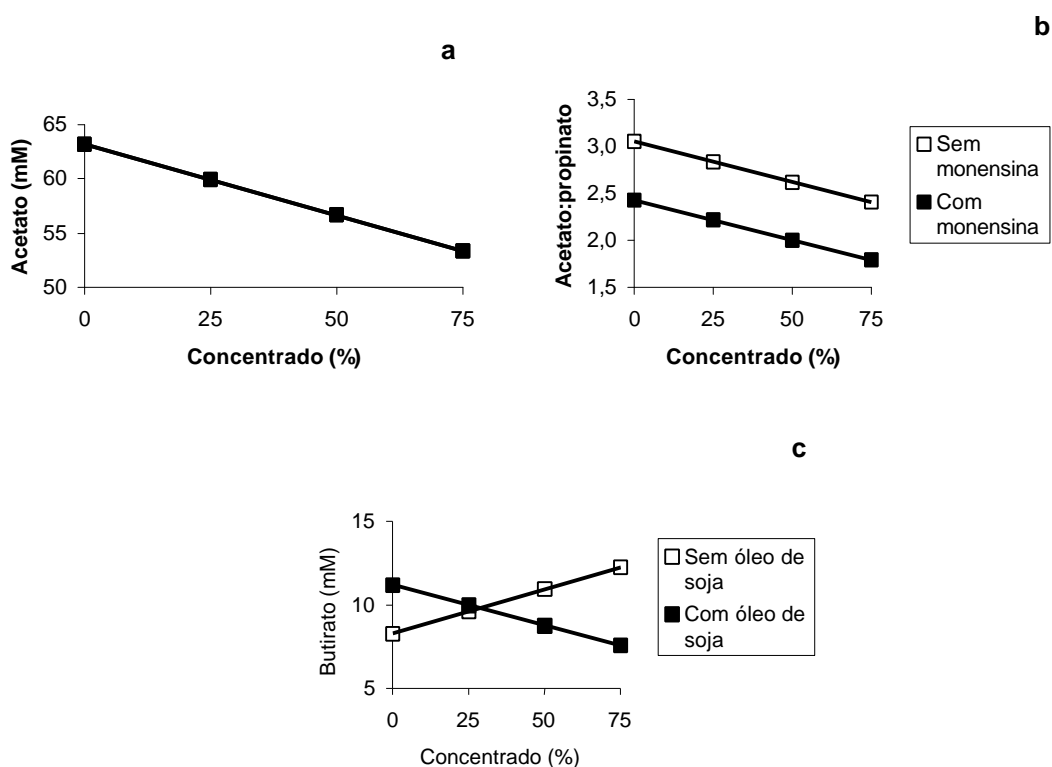 a
65
60
55
50
Acetato (mM)
0 25 50 75
Concentrado (%)
b
3,5
3,0
2,5
2,0
1,5
Acetato:propinato
0 25 50 75
Concentrado (%)
Sem
monensina
Com
monensina
c
15
10
5
Butirato (mM)
0 25 50 75
Concentrado (%)
Sem óleo de
soja
Com óleo de
soja